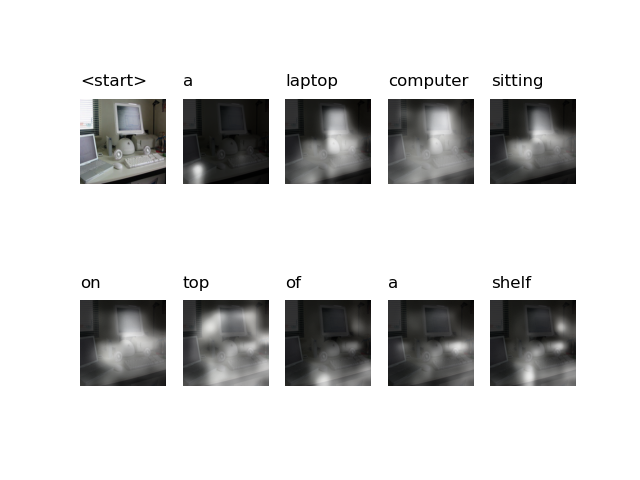 <start> a laptop computer sitting
on top of a shelf